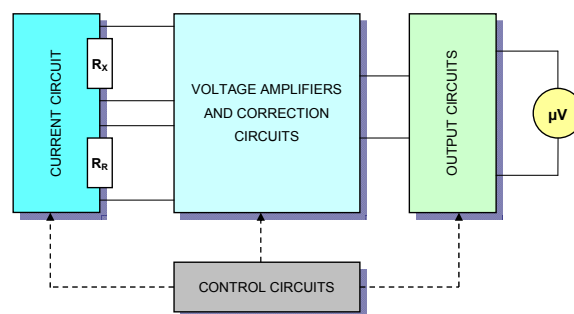 CURRENT CIRCUIT
RX
RR
VOLTAGE AMPLIFIERS
AND CORRECTION
CIRCUITS
OUTPUT CIRCUITS
µV
CONTROL CIRCUITS